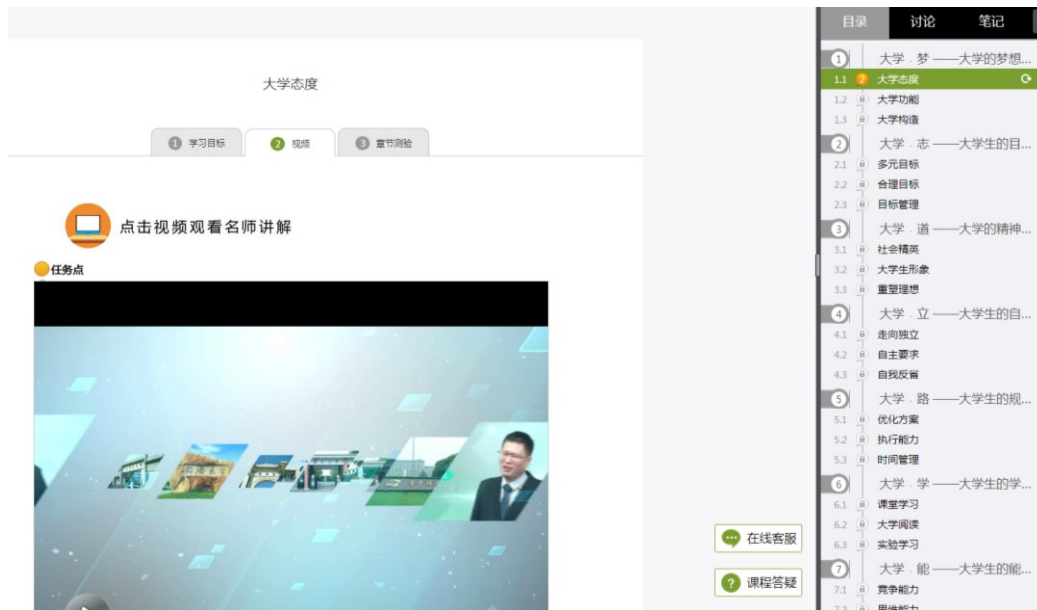 大学态度
1 学习目标
2 视频
3 章节测验
点击视频观看名师讲解
任务点
在线客服
? 课程答疑
目录 讨论 笔记
1 大学 . 梦 ——大学的梦想...
1.1 2 大学态度
1.2 大学功能
1.3 大学构造
2 大学 . 志 ——大学生的目...
2.1 多元目标
2.2 合理目标
2.3 目标管理
3 大学 . 道 ——大学的精神...
3.1 社会精英
3.2 大学生形象
3.3 重塑理想
4 大学 . 立 ——大学生的自...
4.1 走向独立
4.2 自主要求
4.3 自我反省
5 大学 . 路 ——大学生的规...
5.1 优化方案
5.2 执行能力
5.3 时间管理
6 大学 . 学 ——大学生的学...
6.1 课堂学习
6.2 大学阅读
6.3 实验学习
7 大学 . 能 ——大学生的能...
7.1 竞争能力
7.2 思维能力